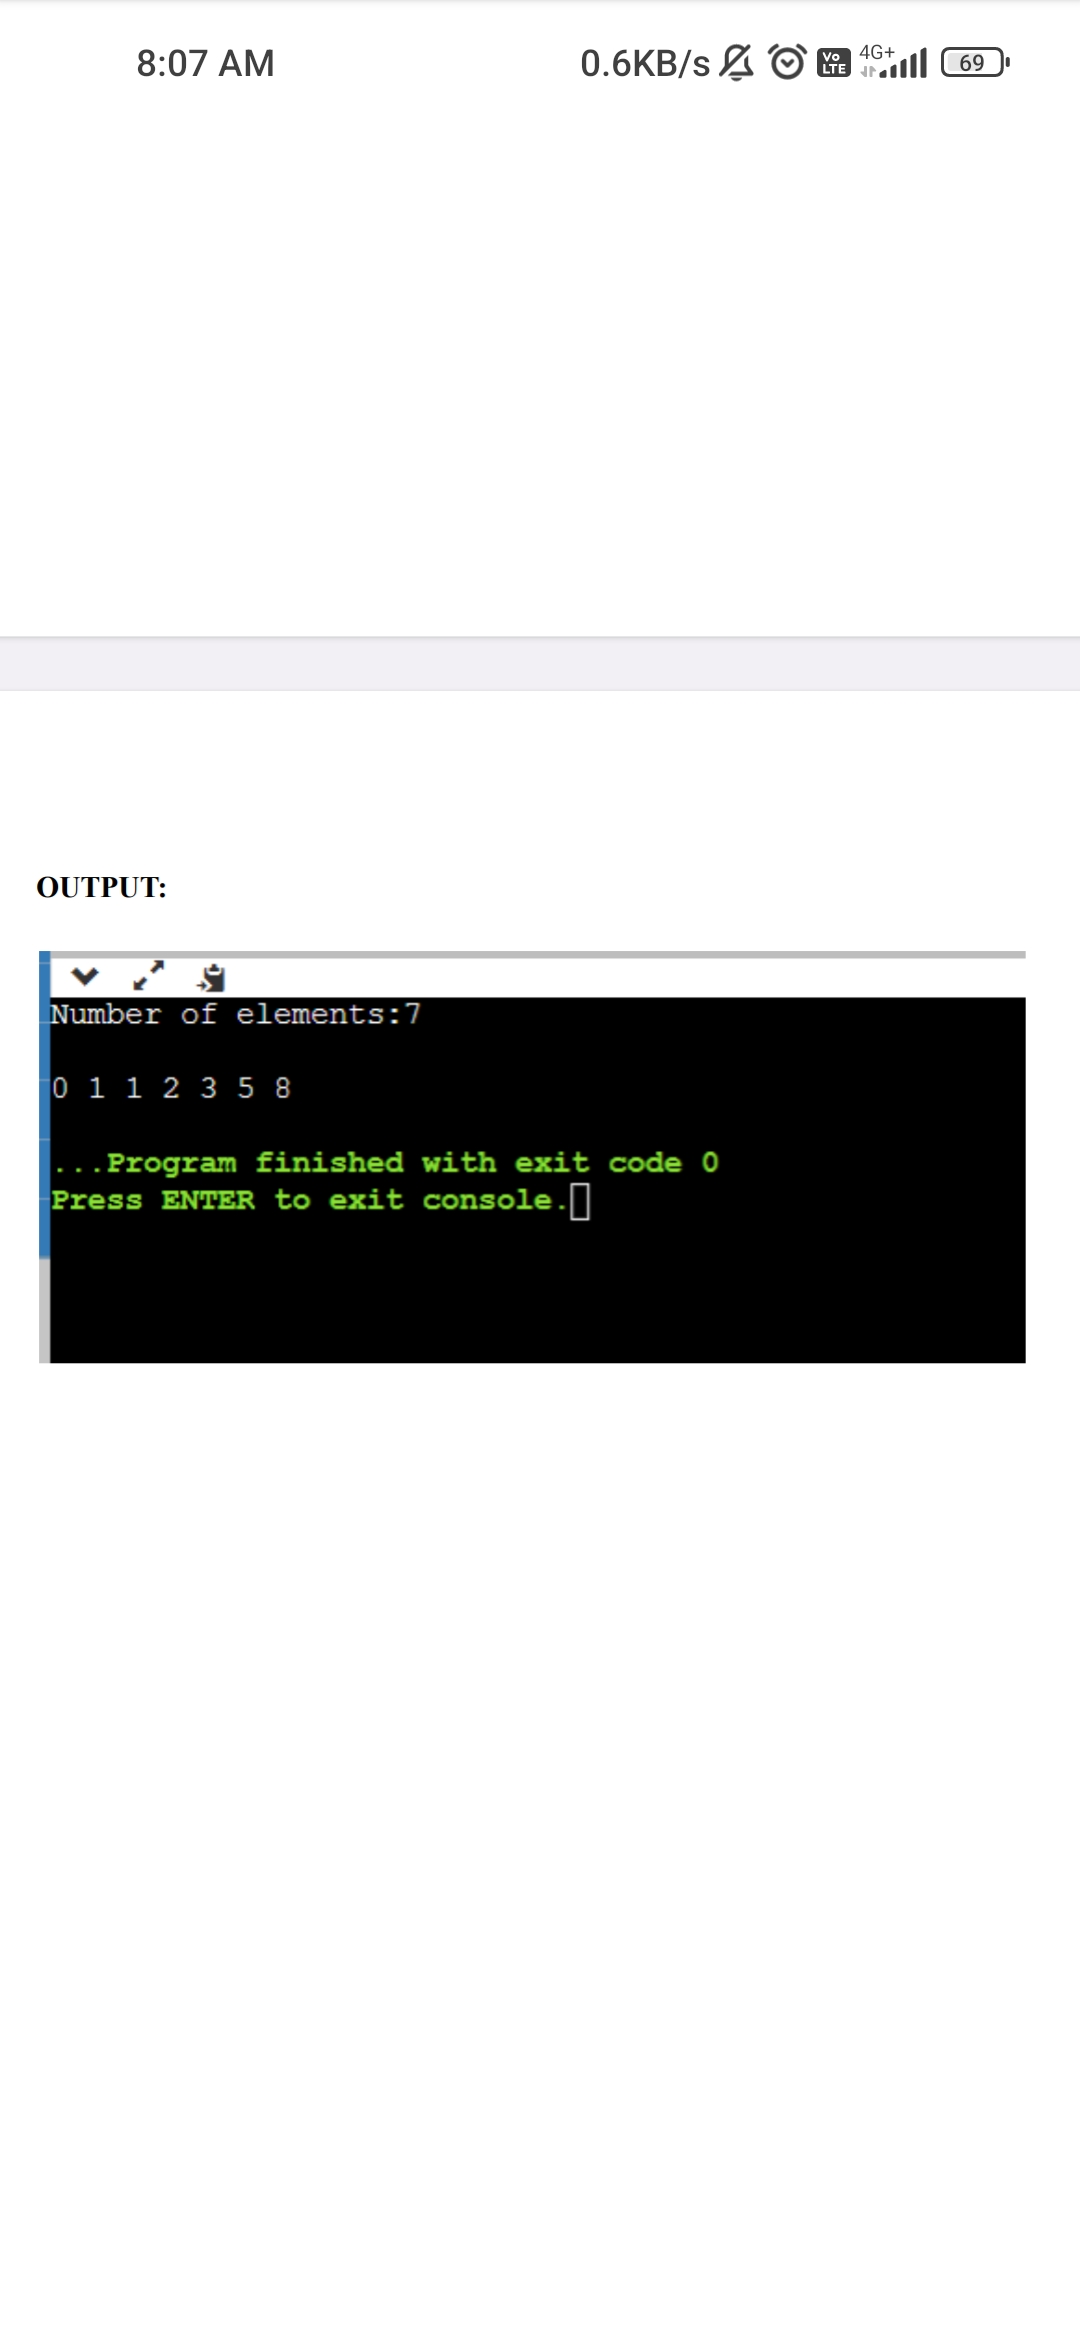 8:07 AM 0.6KB/s Vo LTE 4G+ 69
OUTPUT:
Number of elements:7
0 1 1 2 3 5 8
...Program finished with exit code 0
Press ENTER to exit console.